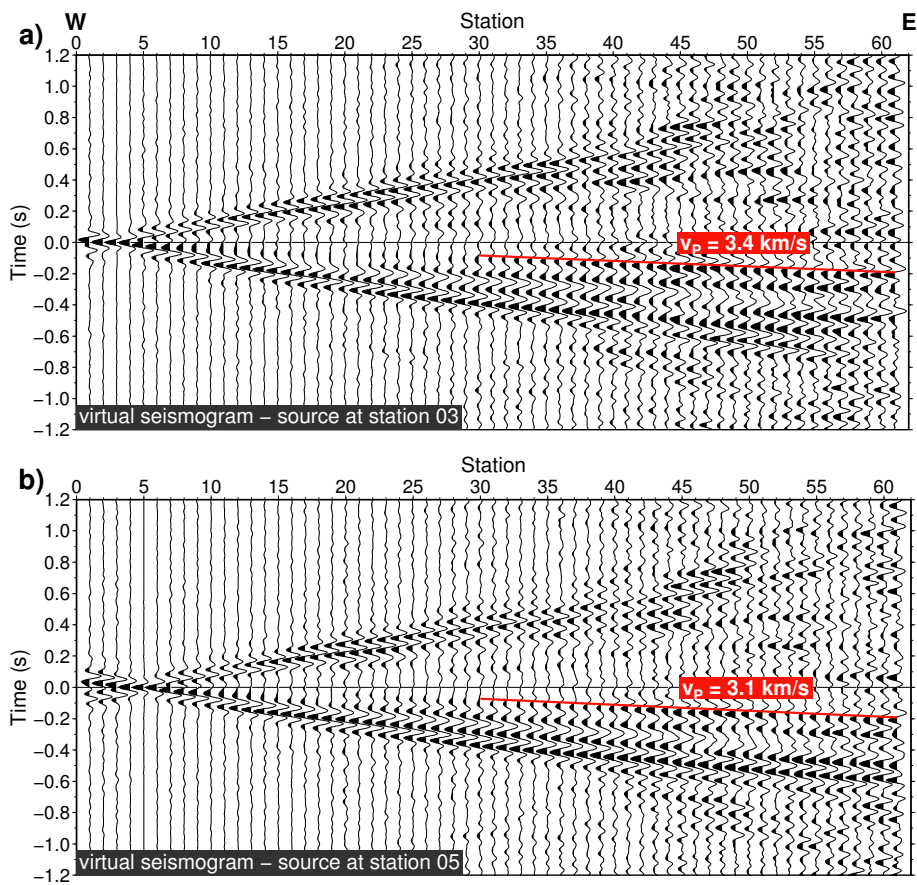 W Station E
a)
0 5 10 15 20 25 30 35 40 45 50 55 60
1.2
1.0
0.8
0.6
0.4
0.2
0.0
−0.2
−0.4
−0.6
−0.8
−1.0
−1.2
Time (s)
vP = 3.4 km/s
virtual seismogram – source at station 03
Station
b)
0 5 10 15 20 25 30 35 40 45 50 55 60
1.2
1.0
0.8
0.6
0.4
0.2
0.0
−0.2
−0.4
−0.6
−0.8
−1.0
−1.2
Time (s)
vP = 3.1 km/s
virtual seismogram – source at station 05